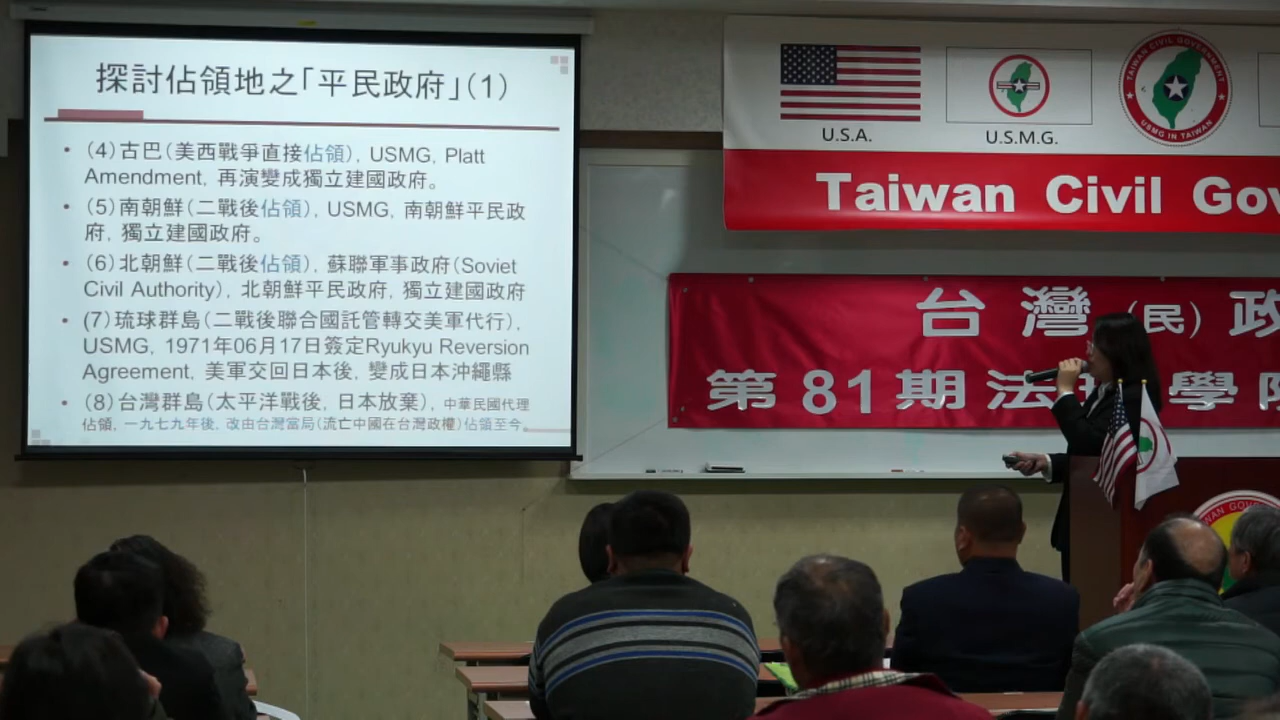 探討佔領地之「平民政府」(1)
• (4)古巴(美西戰爭直接佔領), USMG, Platt
Amendment, 再演變成獨立建國政府。
• (5)南朝鮮(二戰後佔領), USMG, 南朝鮮平民政
府, 獨立建國政府。
• (6)北朝鮮(二戰後佔領), 蘇聯軍事政府(Soviet
Civil Authority), 北朝鮮平民政府, 獨立建國政府
• (7)琉球群島(二戰後聯合國託管轉交美軍代行),
USMG, 1971年06月17日簽定Ryukyu Reversion
Agreement, 美軍交回日本後, 變成日本沖繩縣
• (8)台灣群島(太平洋戰後, 日本放棄), 中華民國代理
佔領, 一九七九年後, 改由台灣當局(流亡中國在台灣政權)佔領至今。
U.S.A.
U.S.M.G.
TAIWAN CIVIL GOVERNMENT
USMG IN TAIWAN
Taiwan Civil Gov
台灣(民)政
第81期法理學院